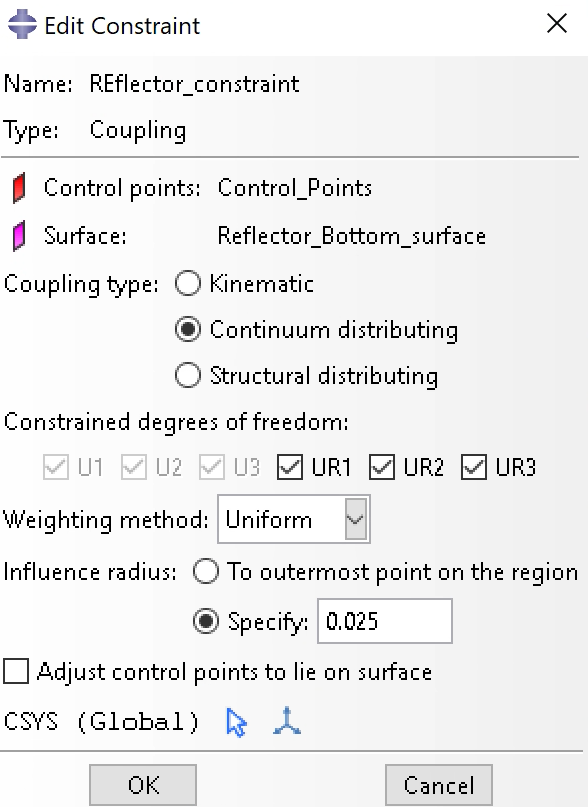 Edit Constraint
Name: REflector_constraint
Type: Coupling
Control points: Control_Points
Surface: Reflector_Bottom_surface
Coupling type: Kinematic
Continuum distributing
Structural distributing
Constrained degrees of freedom:
U1 U2 U3 UR1 UR2 UR3
Weighting method: Uniform
Influence radius: To outermost point on the region
Specify: 0.025
Adjust control points to lie on surface
CSYS (Global)
OK Cancel